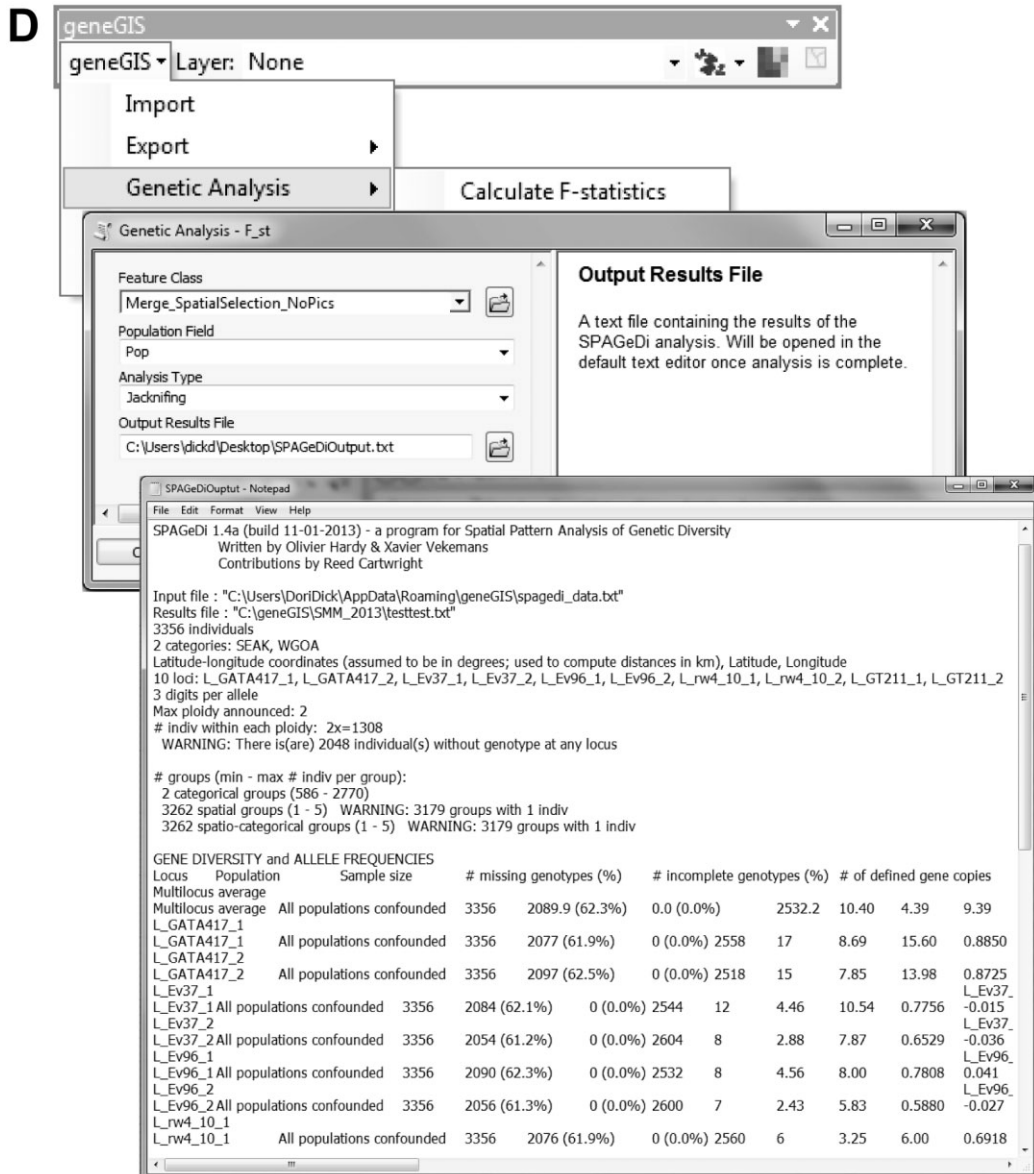 D
geneGIS
geneGIS Layer: None
Import
Export
Genetic Analysis
Calculate F-statistics
Genetic Analysis - F_st
Feature Class
Merge_SpatialSelection_NoPics
Population Field
Pop
Analysis Type
Jacknifing
Output Results File
C:\Users\dickd\Desktop\SPAGeDiOutput.txt
Output Results File
A text file containing the results of the
SPAGeDi analysis. Will be opened in the
default text editor once analysis is complete.
SPAGeDiOuptut - Notepad
File Edit Format View Help
SPAGeDi 1.4a (build 11-01-2013) - a program for Spatial Pattern Analysis of Genetic Diversity
Written by Olivier Hardy & Xavier Vekemans
Contributions by Reed Cartwright
Input file : "C:\Users\DoriDick\AppData\Roaming\geneGIS\spagedi_data.txt"
Results file : "C:\geneGIS\SMM_2013\testtest.txt"
3356 individuals
2 categories: SEAK, WGOA
Latitude-longitude coordinates (assumed to be in degrees; used to compute distances in km), Latitude, Longitude
10 loci: L_GATA417_1, L_GATA417_2, L_Ev37_1, L_Ev37_2, L_Ev96_1, L_Ev96_2, L_rw4_10_1, L_rw4_10_2, L_GT211_1, L_GT211_2
3 digits per allele
Max ploidy announced: 2
# indiv within each ploidy: 2x=1308
WARNING: There is(are) 2048 individual(s) without genotype at any locus
# groups (min - max # indiv per group):
2 categorical groups (586 - 2770)
3262 spatial groups (1 - 5) WARNING: 3179 groups with 1 indiv
3262 spatio-categorical groups (1 - 5) WARNING: 3179 groups with 1 indiv
GENE DIVERSITY and ALLELE FREQUENCIES
Locus Population Sample size # missing genotypes (%) # incomplete genotypes (%) # of defined gene copies
Multilocus average
Multilocus average All populations confounded 3356 2089.9 (62.3%) 0.0 (0.0%) 2532.2 10.40 4.39 9.39
L_GATA417_1
L_GATA417_1 All populations confounded 3356 2077 (61.9%) 0 (0.0%) 2558 17 8.69 15.60 0.8850
L_GATA417_2
L_GATA417_2 All populations confounded 3356 2097 (62.5%) 0 (0.0%) 2518 15 7.85 13.98 0.8725
L_Ev37_1 L_Ev37_
L_Ev37_1 All populations confounded 3356 2084 (62.1%) 0 (0.0%) 2544 12 4.46 10.54 0.7756 -0.015
L_Ev37_2 L_Ev37_
L_Ev37_2 All populations confounded 3356 2054 (61.2%) 0 (0.0%) 2604 8 2.88 7.87 0.6529 -0.036
L_Ev96_1 L_Ev96_
L_Ev96_1 All populations confounded 3356 2090 (62.3%) 0 (0.0%) 2532 8 4.56 8.00 0.7808 0.041
L_Ev96_2 L_Ev96_
L_Ev96_2 All populations confounded 3356 2056 (61.3%) 0 (0.0%) 2600 7 2.43 5.83 0.5880 -0.027
L_rw4_10_1
L_rw4_10_1 All populations confounded 3356 2076 (61.9%) 0 (0.0%) 2560 6 3.25 6.00 0.6918